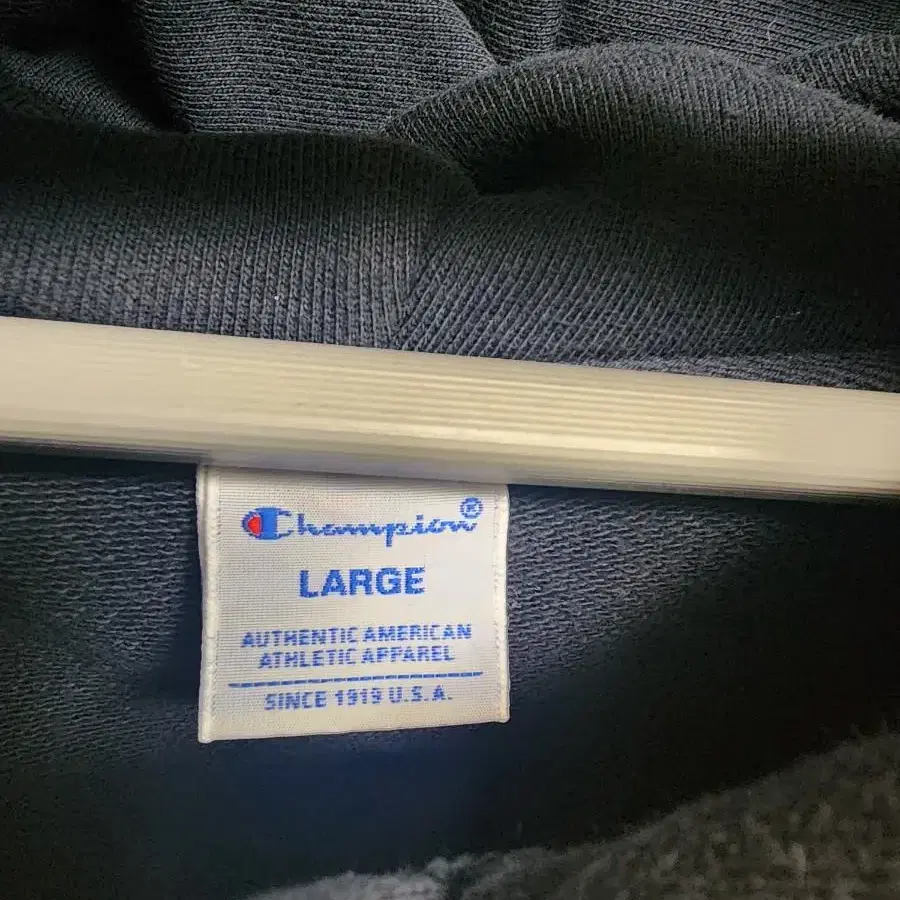 Champion®
LARGE
AUTHENTIC AMERICAN
ATHLETIC APPAREL
SINCE 1919 U.S.A.